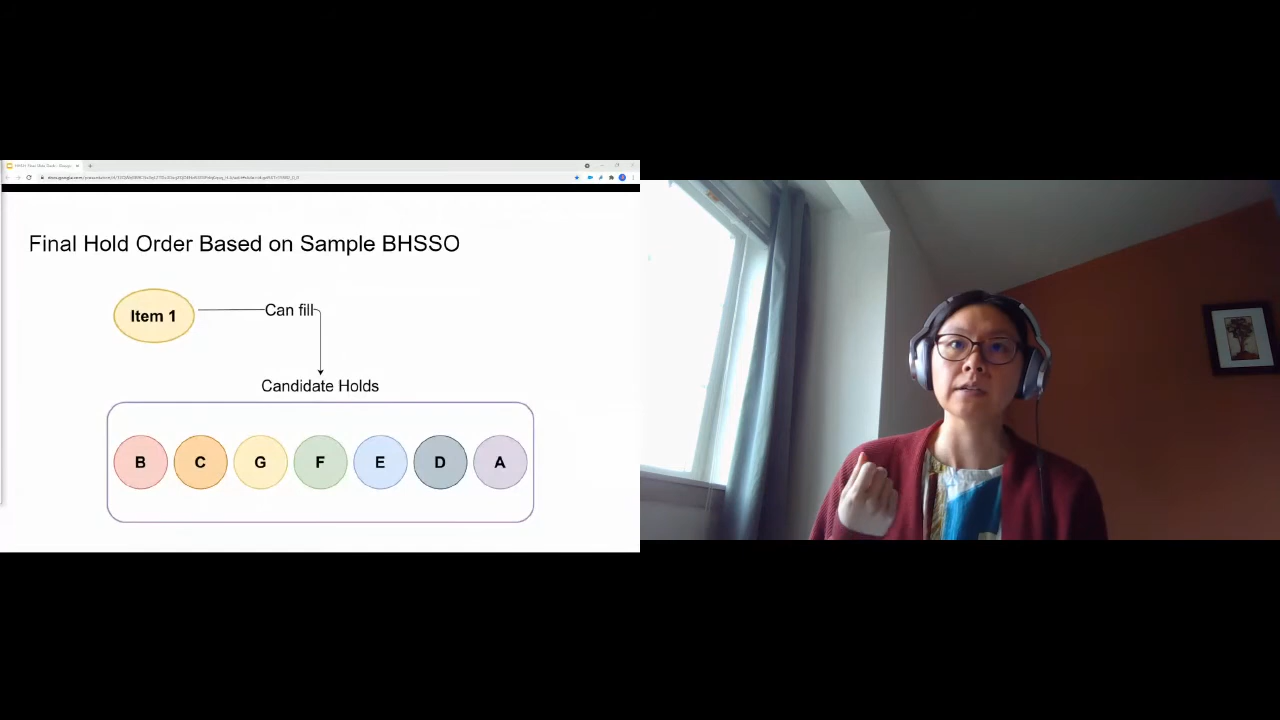 Final Hold Order Based on Sample BHSSO
Item 1
Can fill
Candidate Holds
B C G F E D A